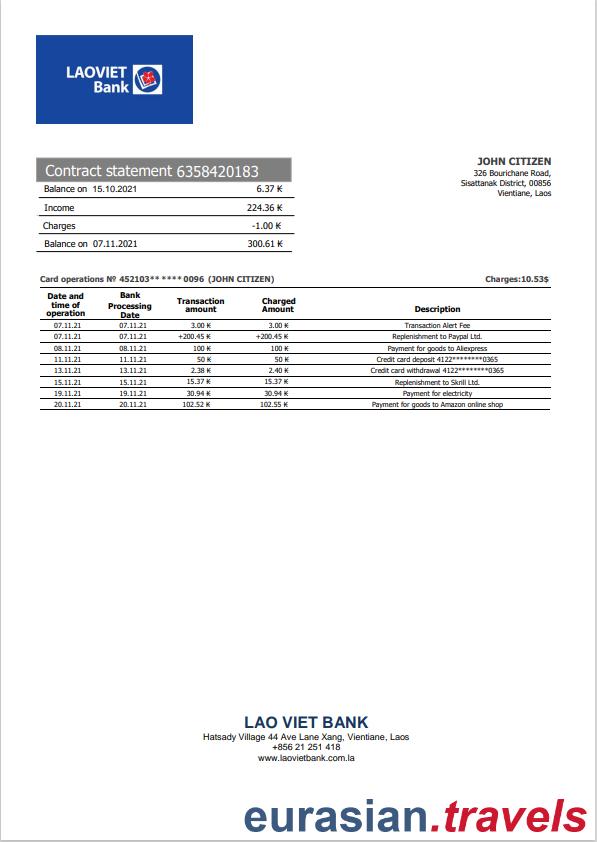 LAOVIET
Bank
Contract statement 6358420183
Balance on 15.10.2021 6.37 ₭
Income 224.36 ₭
Charges -1.00 ₭
Balance on 07.11.2021 300.61 ₭
JOHN CITIZEN
326 Bourichane Road,
Sisattanak District, 00856
Vientiane, Laos
Card operations № 452103** **** 0096 (JOHN CITIZEN) Charges:10.53$
Date and time of operation Bank Processing Date Transaction amount Charged Amount Description
07.11.21 07.11.21 3.00 ₭ 3.00 ₭ Transaction Alert Fee
07.11.21 07.11.21 +200.45 ₭ +200.45 ₭ Replenishment to Paypal Ltd.
08.11.21 08.11.21 100 ₭ 100 ₭ Payment for goods to Aliexpress
11.11.21 11.11.21 50 ₭ 50 ₭ Credit card deposit 4122********0365
13.11.21 13.11.21 2.38 ₭ 2.40 ₭ Credit card withdrawal 4122********0365
15.11.21 15.11.21 15.37 ₭ 15.37 ₭ Replenishment to Skrill Ltd.
19.11.21 19.11.21 30.94 ₭ 30.94 ₭ Payment for electricity
20.11.21 20.11.21 102.52 ₭ 102.55 ₭ Payment for goods to Amazon online shop
LAO VIET BANK
Hatsady Village 44 Ave Lane Xang, Vientiane, Laos
+856 21 251 418
www.laovietbank.com.la
eurasian.travels